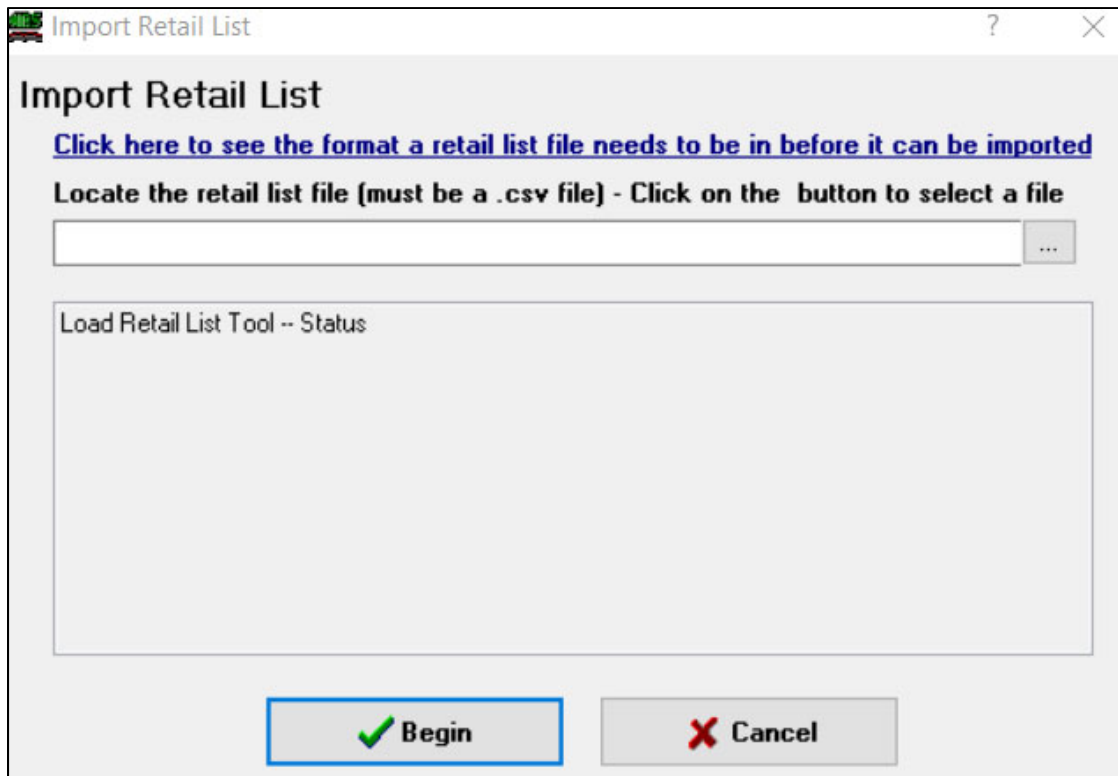 Import Retail List
?
Import Retail List
Click here to see the format a retail list file needs to be in before it can be imported
Locate the retail list file (must be a .csv file) - Click on the  button to select a file
...
Load Retail List Tool -- Status
Begin
Cancel